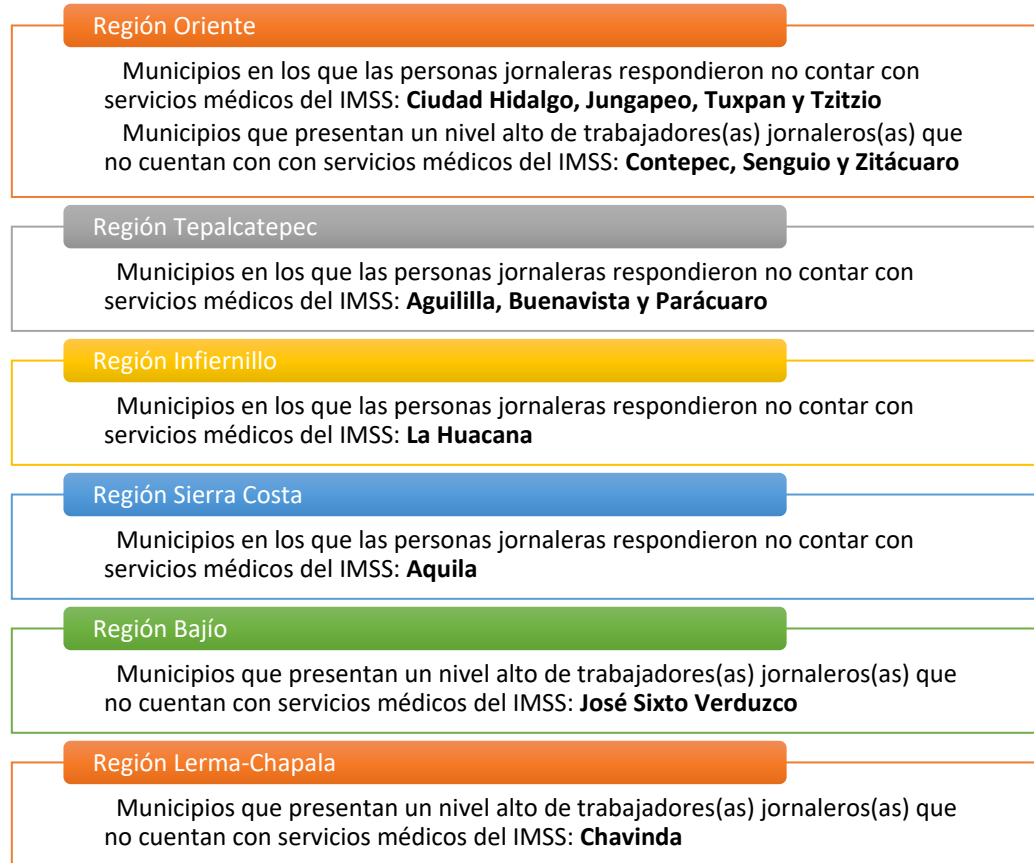 Región Oriente
Municipios en los que las personas jornaleras respondieron no contar con
servicios médicos del IMSS: Ciudad Hidalgo, Jungapeo, Tuxpan y Tzitzio
Municipios que presentan un nivel alto de trabajadores(as) jornaleros(as) que
no cuentan con con servicios médicos del IMSS: Contepec, Senguio y Zitácuaro
Región Tepalcatepec
Municipios en los que las personas jornaleras respondieron no contar con
servicios médicos del IMSS: Aguililla, Buenavista y Parácuaro
Región Infiernillo
Municipios en los que las personas jornaleras respondieron no contar con
servicios médicos del IMSS: La Huacana
Región Sierra Costa
Municipios en los que las personas jornaleras respondieron no contar con
servicios médicos del IMSS: Aquila
Región Bajío
Municipios que presentan un nivel alto de trabajadores(as) jornaleros(as) que
no cuentan con servicios médicos del IMSS: José Sixto Verduzco
Región Lerma-Chapala
Municipios que presentan un nivel alto de trabajadores(as) jornaleros(as) que
no cuentan con servicios médicos del IMSS: Chavinda